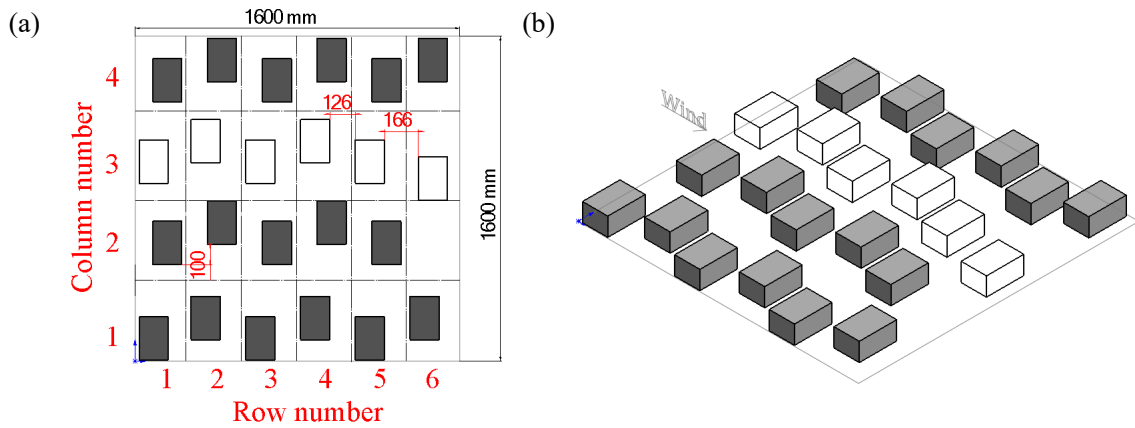 (a)
1600 mm
4
126
166
3
Column number
1600 mm
2
100
1
1 2 3 4 5 6
Row number
(b)
Wind